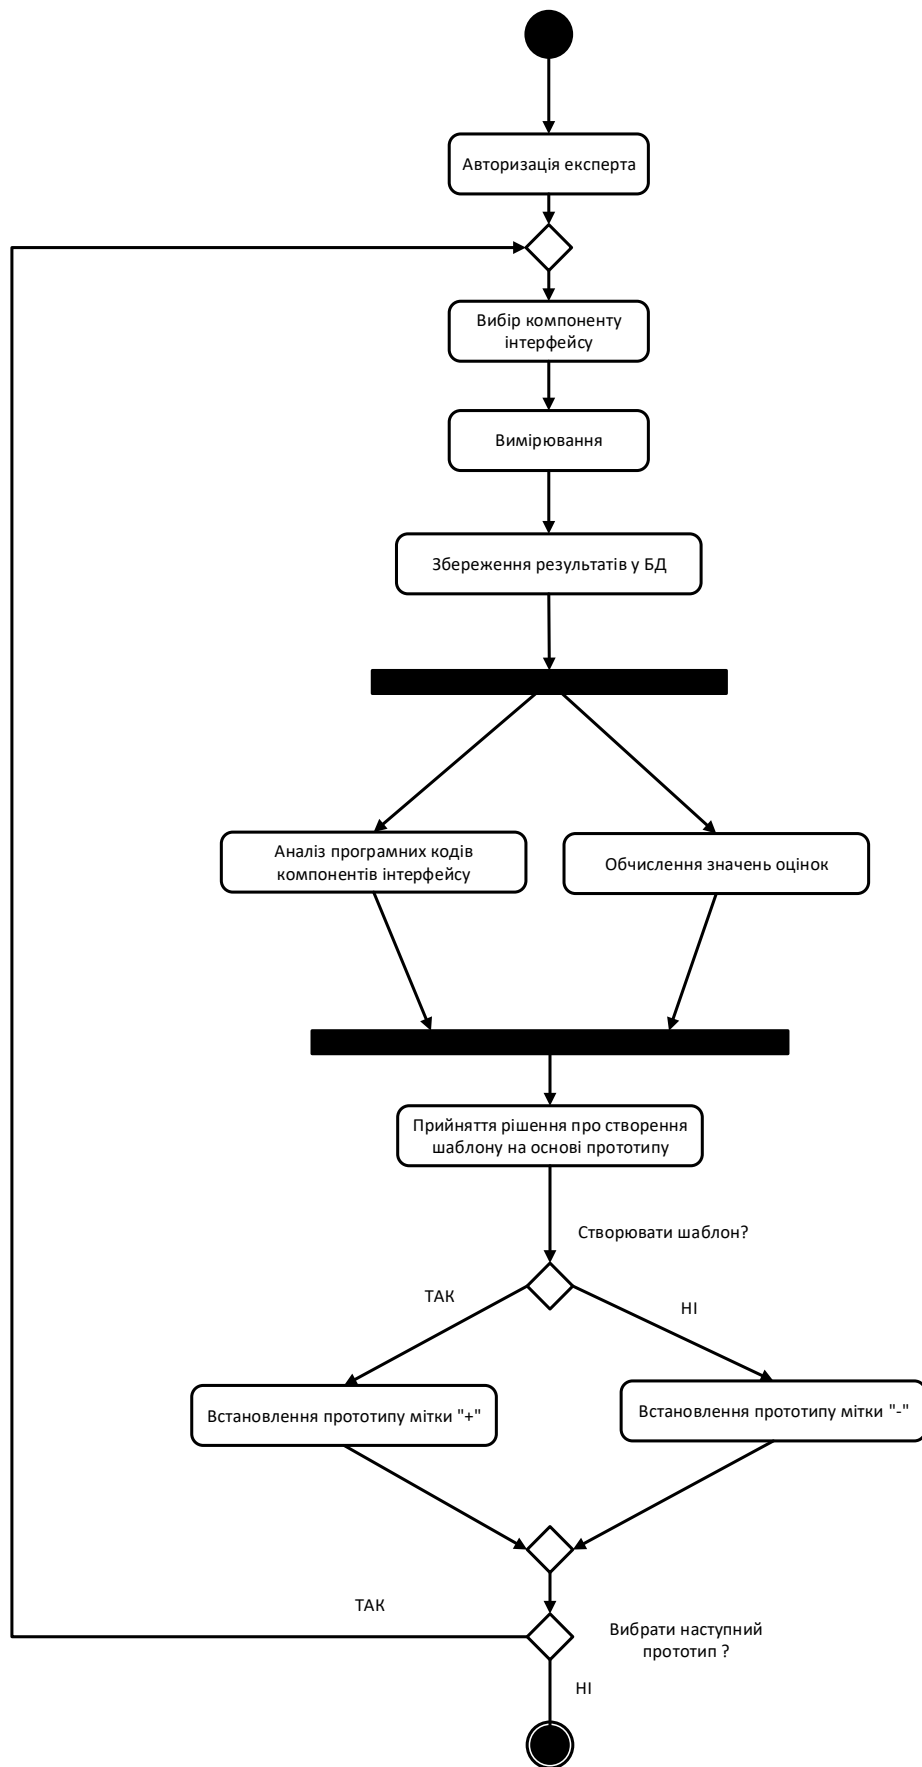 Авторизація експерта
Вибір компоненту
інтерфейсу
Вимірювання
Збереження результатів у БД
Аналіз програмних кодів
компонентів інтерфейсу
Обчислення значень оцінок
Прийняття рішення про створення
шаблону на основі прототипу
Створювати шаблон?
ТАК
НІ
Встановлення прототипу мітки "+"
Встановлення прототипу мітки "-"
ТАК
Вибрати наступний
прототип ?
НІ